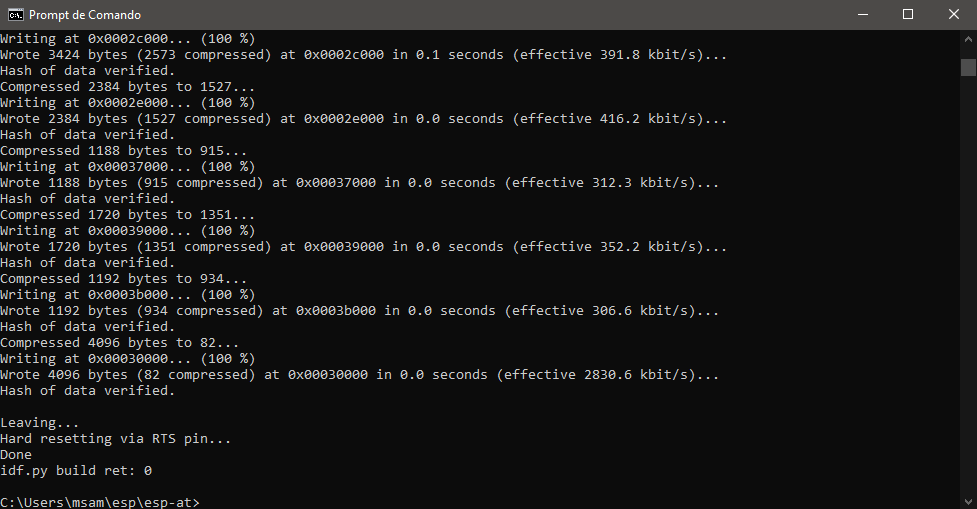 Prompt de Comando
Writing at 0x0002c000... (100 %)
Wrote 3424 bytes (2573 compressed) at 0x0002c000 in 0.1 seconds (effective 391.8 kbit/s)...
Hash of data verified.
Compressed 2384 bytes to 1527...
Writing at 0x0002e000... (100 %)
Wrote 2384 bytes (1527 compressed) at 0x0002e000 in 0.0 seconds (effective 416.2 kbit/s)...
Hash of data verified.
Compressed 1188 bytes to 915...
Writing at 0x00037000... (100 %)
Wrote 1188 bytes (915 compressed) at 0x00037000 in 0.0 seconds (effective 312.3 kbit/s)...
Hash of data verified.
Compressed 1720 bytes to 1351...
Writing at 0x00039000... (100 %)
Wrote 1720 bytes (1351 compressed) at 0x00039000 in 0.0 seconds (effective 352.2 kbit/s)...
Hash of data verified.
Compressed 1192 bytes to 934...
Writing at 0x0003b000... (100 %)
Wrote 1192 bytes (934 compressed) at 0x0003b000 in 0.0 seconds (effective 306.6 kbit/s)...
Hash of data verified.
Compressed 4096 bytes to 82...
Writing at 0x00030000... (100 %)
Wrote 4096 bytes (82 compressed) at 0x00030000 in 0.0 seconds (effective 2830.6 kbit/s)...
Hash of data verified.
Leaving...
Hard resetting via RTS pin...
Done
idf.py build ret: 0
C:\Users\msam\esp\esp-at>